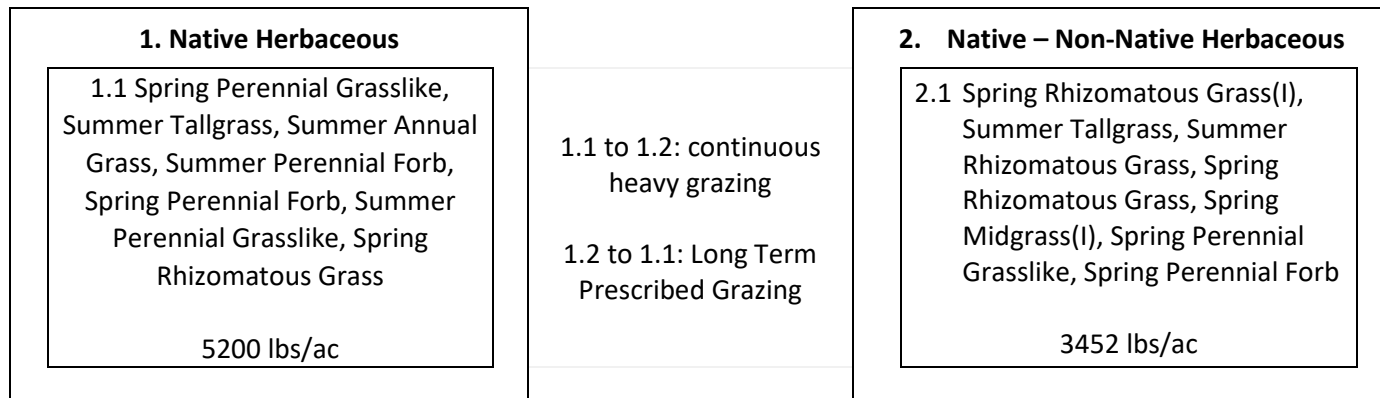 1. Native Herbaceous
1.1 Spring Perennial Grasslike,
Summer Tallgrass, Summer Annual
Grass, Summer Perennial Forb,
Spring Perennial Forb, Summer
Perennial Grasslike, Spring
Rhizomatous Grass
5200 lbs/ac
1.1 to 1.2: continuous
heavy grazing
1.2 to 1.1: Long Term
Prescribed Grazing
2. Native – Non-Native Herbaceous
2.1 Spring Rhizomatous Grass(I),
Summer Tallgrass, Summer
Rhizomatous Grass, Spring
Rhizomatous Grass, Spring
Midgrass(I), Spring Perennial
Grasslike, Spring Perennial Forb
3452 lbs/ac